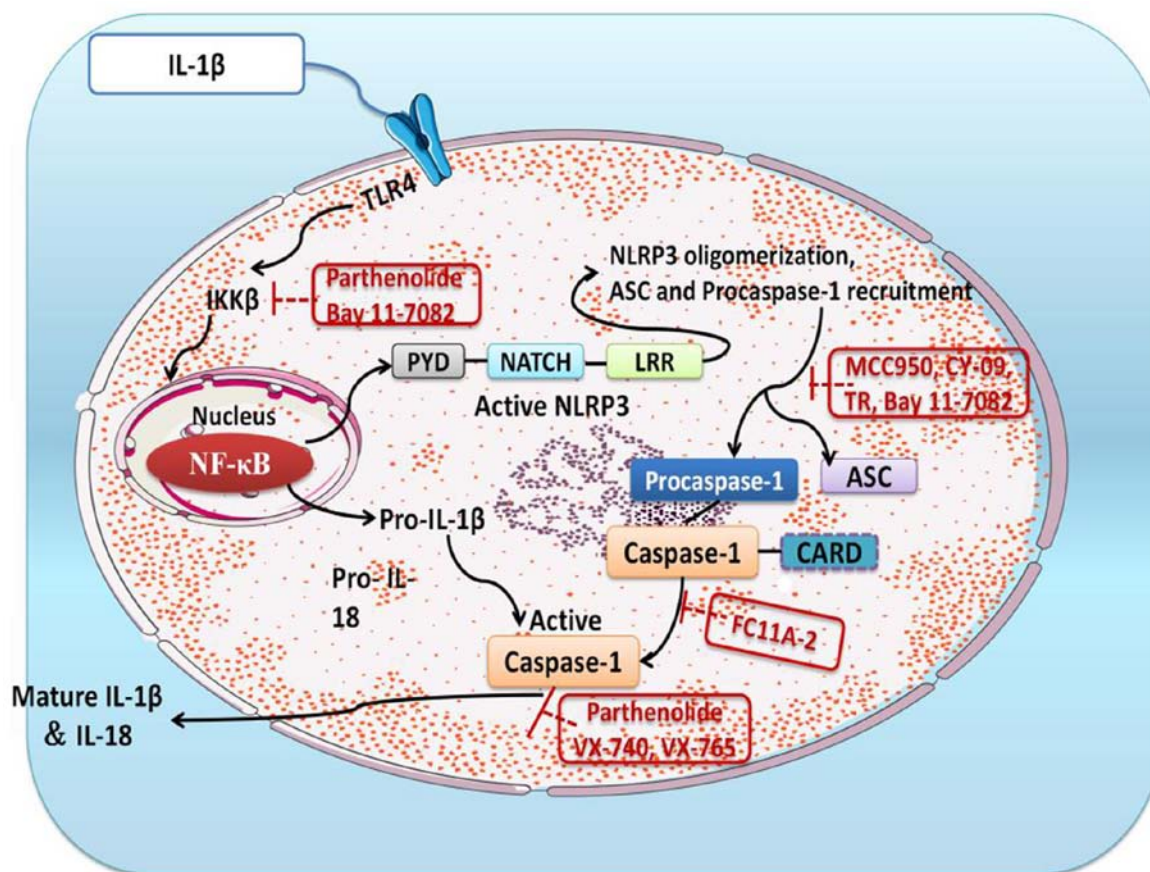 IL-1β
TLR4
IKKβ
Parthenolide
Bay 11-7082
NLRP3 oligomerization,
ASC and Procaspase-1 recruitment
PYD
NATCH
LRR
Active NLRP3
MCC950, CY-09,
TR, Bay 11-7082
Nucleus
NF-κB
Procaspase-1
ASC
Pro-IL-1β
Caspase-1
CARD
Pro- IL-
18
FC11A-2
Active
Caspase-1
Mature IL-1β
& IL-18
Parthenolide
VX-740, VX-765